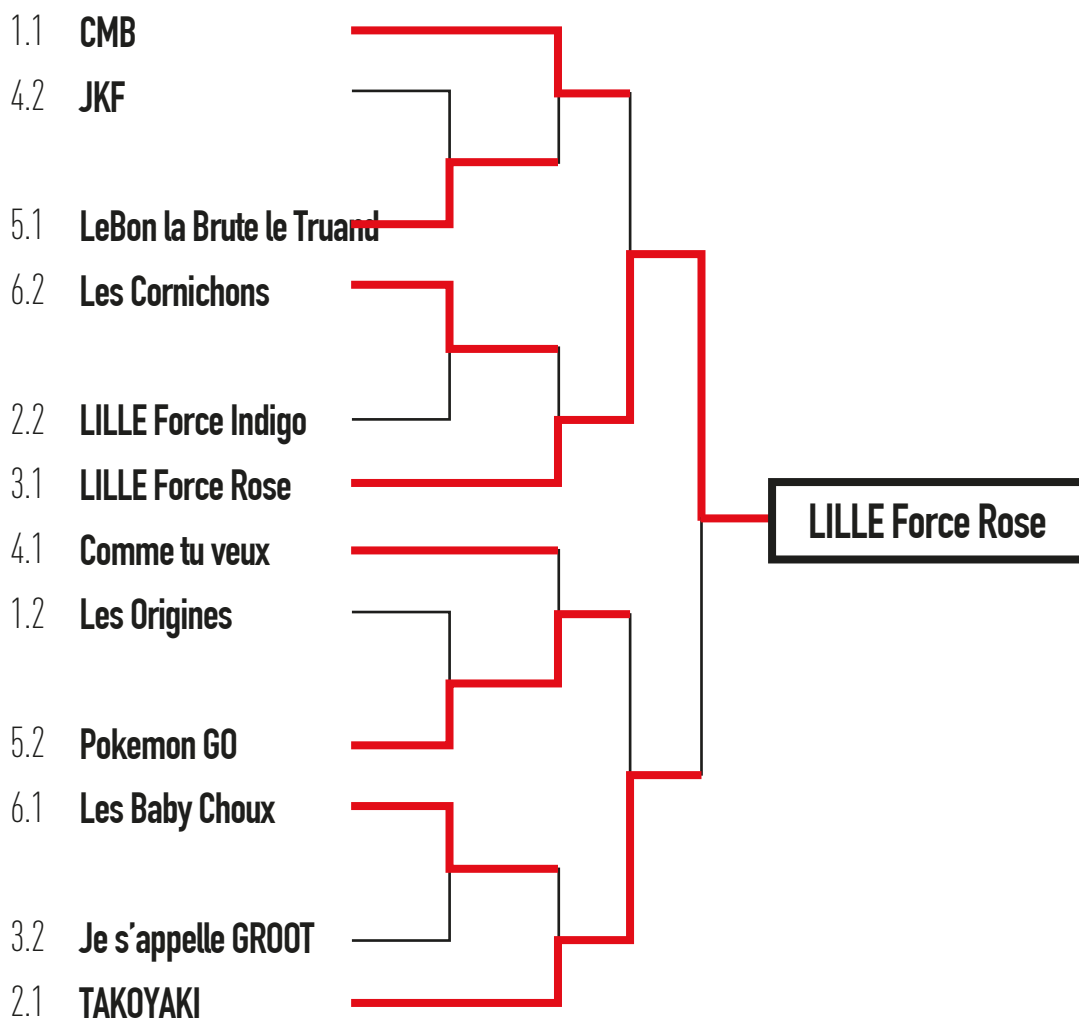 1.1 CMB
4.2 JKF
5.1 LeBon la Brute le Truand
6.2 Les Cornichons
2.2 LILLE Force Indigo
3.1 LILLE Force Rose
LILLE Force Rose
4.1 Comme tu veux
1.2 Les Origines
5.2 Pokemon GO
6.1 Les Baby Choux
3.2 Je s’appelle GROOT
2.1 TAKOYAKI